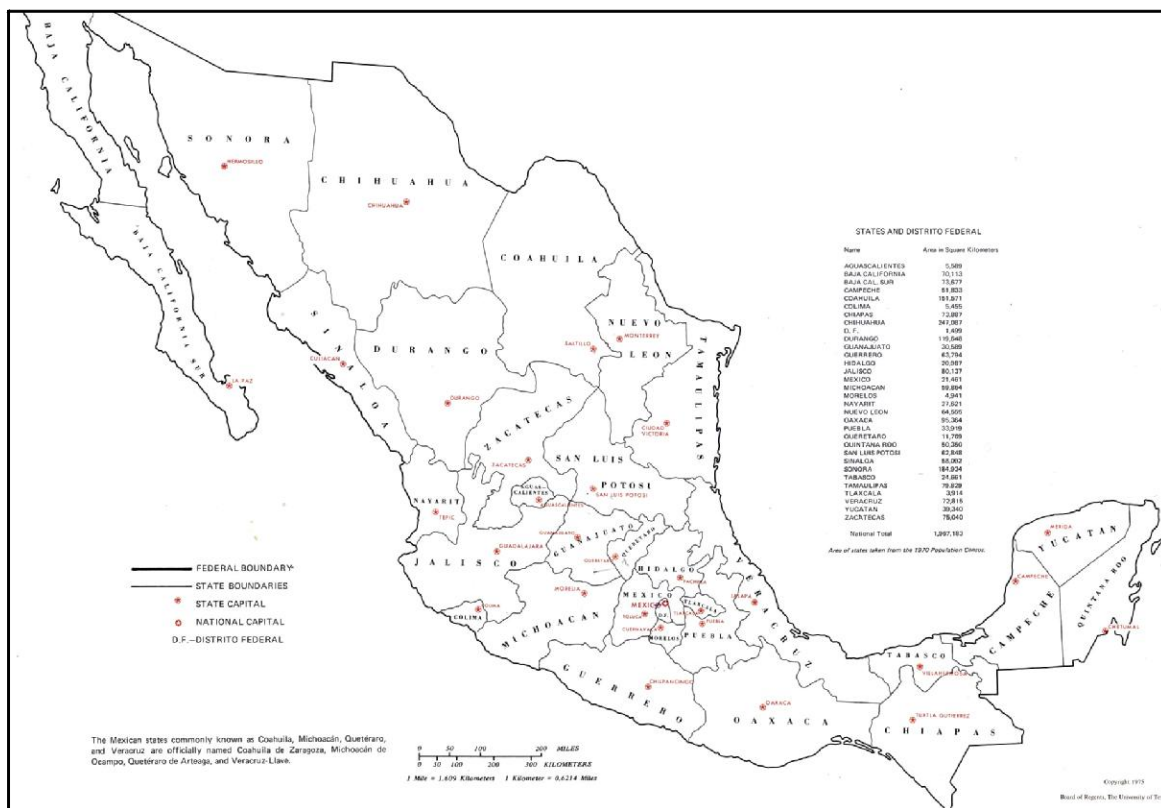 BAJA CALIFORNIA
SONORA
HERMOSILLO
CHIHUAHUA
CHIHUAHUA
BAJA CALIFORNIA SUR
LA PAZ
COAHUILA
SALTILLO
NUEVO
LEON
MONTERREY
TAMAULIPAS
CIUDAD
VICTORIA
SINALOA
CULIACAN
DURANGO
DURANGO
ZACATECAS
ZACATECAS
SAN LUIS
POTOSI
SAN LUIS POTOSI
AGUAS-
CALIENTES
AGUASCALIENTES
NAYARIT
TEPIC
JALISCO
GUADALAJARA
GUANAJUATO
GUANAJUATO
QUERETARO
QUERETARO
HIDALGO
PACHUCA
COLIMA
COLIMA
MICHOACAN
MORELIA
MEXICO
MEXICO
D.F.
TOLUCA
TLAXCALA
TLAXCALA
CUERNAVACA
MORELOS
PUEBLA
PUEBLA
VERACRUZ
JALAPA
GUERRERO
CHILPANCINGO
OAXACA
OAXACA
TABASCO
VILLAHERMOSA
CHIAPAS
TUXTLA GUTIERREZ
CAMPECHE
CAMPECHE
YUCATAN
MERIDA
QUINTANA ROO
CHETUMAL
STATES AND DISTRITO FEDERAL
Name Area in Square Kilometers
AGUASCALIENTES 5,589
BAJA CALIFORNIA 70,113
BAJA CAL. SUR 73,677
CAMPECHE 51,833
COAHUILA 151,571
COLIMA 5,455
CHIAPAS 73,887
CHIHUAHUA 247,087
D.F. 1,499
DURANGO 119,648
GUANAJUATO 30,589
GUERRERO 63,794
HIDALGO 20,987
JALISCO 80,137
MEXICO 21,461
MICHOACAN 59,864
MORELOS 4,941
NAYARIT 27,621
NUEVO LEON 64,555
OAXACA 95,364
PUEBLA 33,919
QUERETARO 11,769
QUINTANA ROO 50,350
SAN LUIS POTOSI 62,848
SINALOA 58,092
SONORA 184,934
TABASCO 24,661
TAMAULIPAS 79,829
TLAXCALA 3,914
VERACRUZ 72,815
YUCATAN 39,340
ZACATECAS 75,040
National Total 1,967,183
Area of states taken from the 1970 Population Census.
FEDERAL BOUNDARY
STATE BOUNDARIES
STATE CAPITAL
NATIONAL CAPITAL
D.F.–DISTRITO FEDERAL
The Mexican states commonly known as Coahuila, Michoacán, Quetéraro,
and Veracruz are officially named Coahuila de Zaragoza, Michoacán de
Ocampo, Quetéraro de Arteaga, and Veracruz-Llave.
0 50 100 200 MILES
0 50 100 200 300 KILOMETERS
1 Mile = 1.609 Kilometers 1 Kilometer = 0.6214 Miles
Copyright 1975
Board of Regents, The University of Te